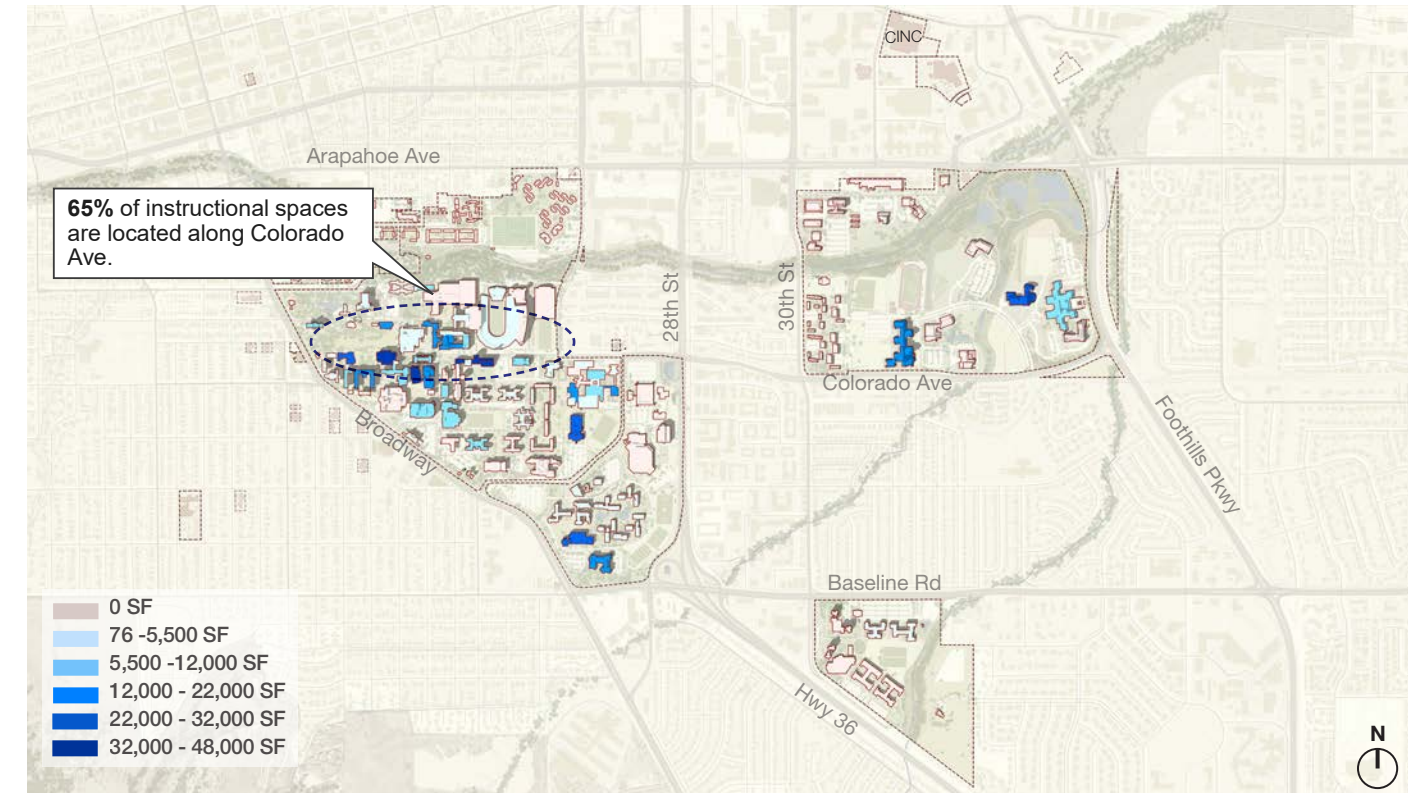 CINC
Arapahoe Ave
65% of instructional spaces
are located along Colorado
Ave.
28th St
30th St
Colorado Ave
Broadway
Foothills Pkwy
Baseline Rd
Hwy 36
0 SF
76 -5,500 SF
5,500 -12,000 SF
12,000 - 22,000 SF
22,000 - 32,000 SF
32,000 - 48,000 SF
N